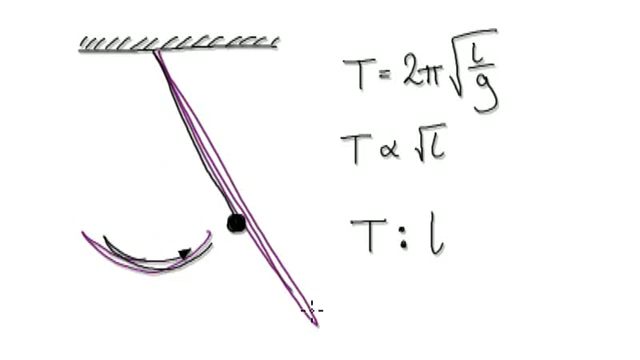 T = 2π√(l/g)
T ∝ √l
T : l